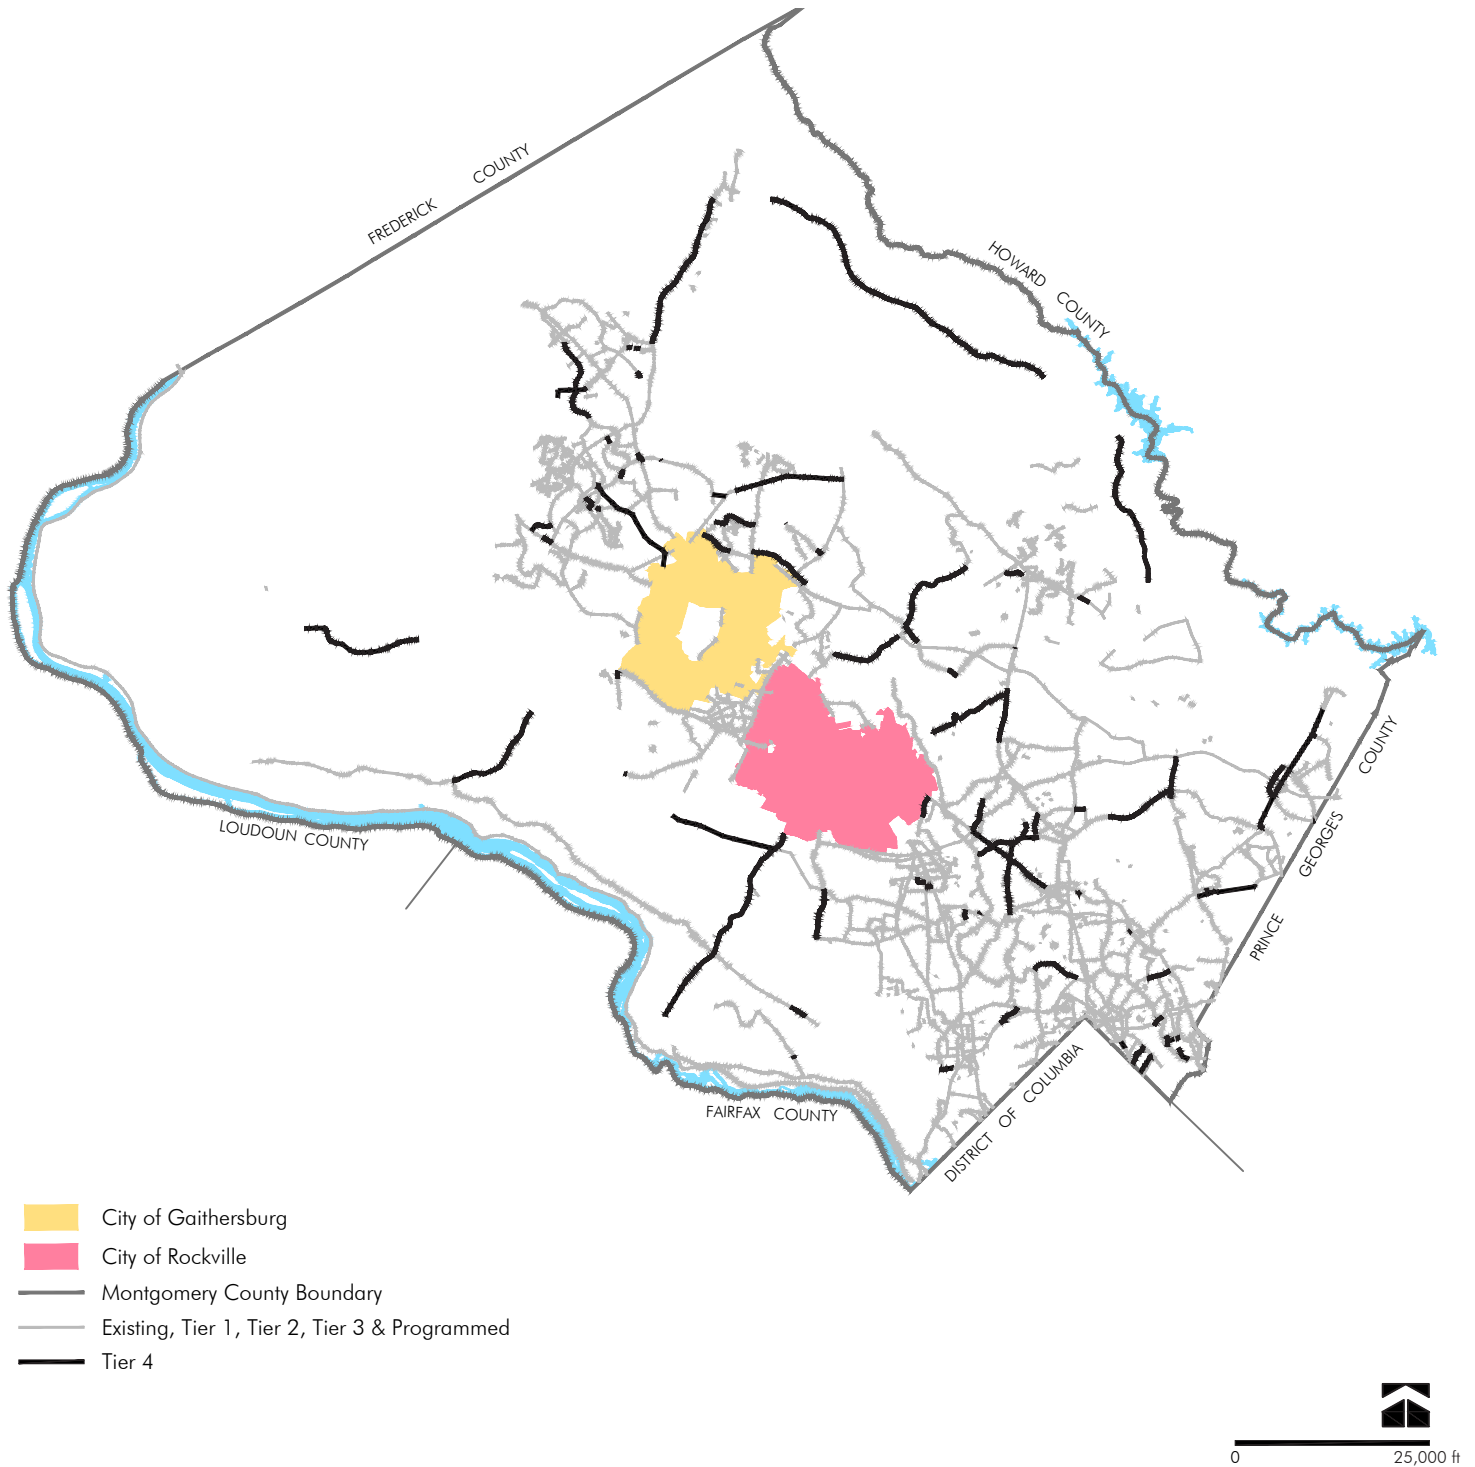 FREDERICK COUNTY
HOWARD COUNTY
LOUDOUN COUNTY
PRINCE GEORGE'S COUNTY
DISTRICT OF COLUMBIA
FAIRFAX COUNTY
City of Gaithersburg
City of Rockville
Montgomery County Boundary
Existing, Tier 1, Tier 2, Tier 3 & Programmed
Tier 4
0 25,000 ft